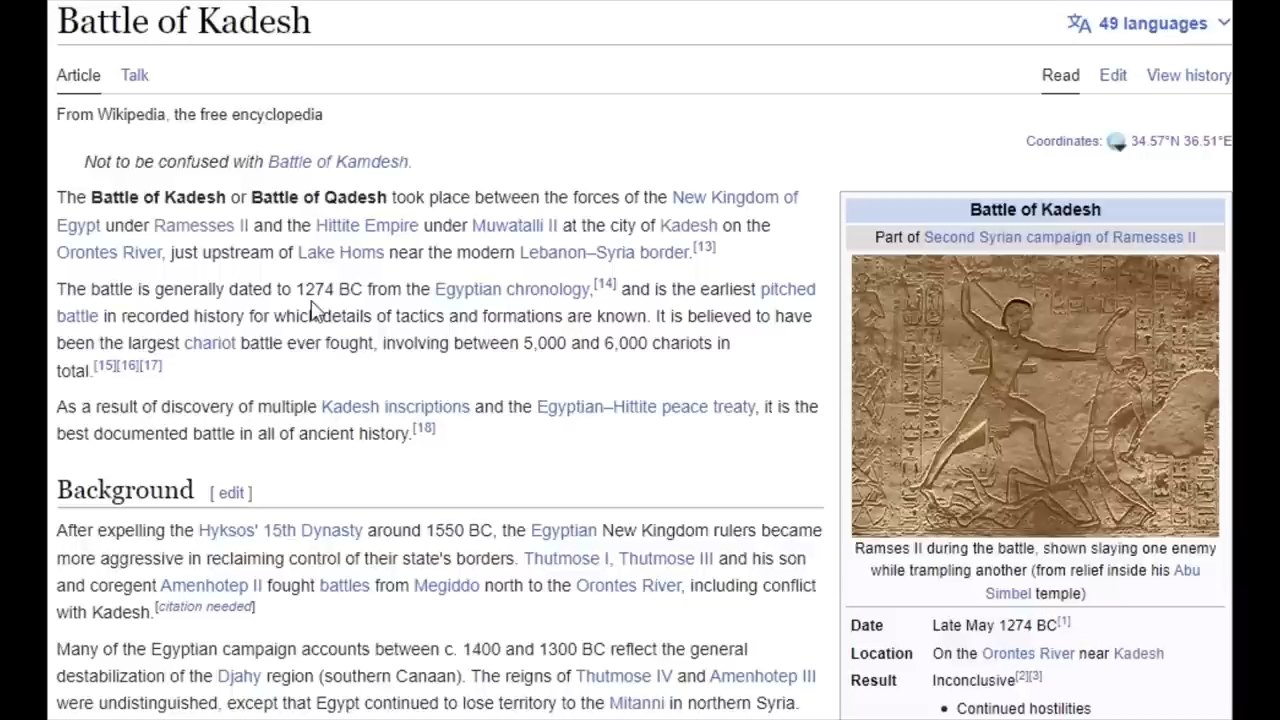 Battle of Kadesh
49 languages
Article Talk
Read Edit View history
From Wikipedia, the free encyclopedia
Coordinates: 34.57°N 36.51°E
Not to be confused with Battle of Kamdesh.
The Battle of Kadesh or Battle of Qadesh took place between the forces of the New Kingdom of
Egypt under Ramesses II and the Hittite Empire under Muwatalli II at the city of Kadesh on the
Orontes River, just upstream of Lake Homs near the modern Lebanon–Syria border.[13]
The battle is generally dated to 1274 BC from the Egyptian chronology,[14] and is the earliest pitched
battle in recorded history for which details of tactics and formations are known. It is believed to have
been the largest chariot battle ever fought, involving between 5,000 and 6,000 chariots in
total.[15][16][17]
As a result of discovery of multiple Kadesh inscriptions and the Egyptian–Hittite peace treaty, it is the
best documented battle in all of ancient history.[18]
Background [ edit ]
After expelling the Hyksos' 15th Dynasty around 1550 BC, the Egyptian New Kingdom rulers became
more aggressive in reclaiming control of their state's borders. Thutmose I, Thutmose III and his son
and coregent Amenhotep II fought battles from Megiddo north to the Orontes River, including conflict
with Kadesh.[citation needed]
Many of the Egyptian campaign accounts between c. 1400 and 1300 BC reflect the general
destabilization of the Djahy region (southern Canaan). The reigns of Thutmose IV and Amenhotep III
were undistinguished, except that Egypt continued to lose territory to the Mitanni in northern Syria.
Battle of Kadesh
Part of Second Syrian campaign of Ramesses II
Ramses II during the battle, shown slaying one enemy
while trampling another (from relief inside his Abu
Simbel temple)
Date Late May 1274 BC[1]
Location On the Orontes River near Kadesh
Result Inconclusive[2][3]
• Continued hostilities